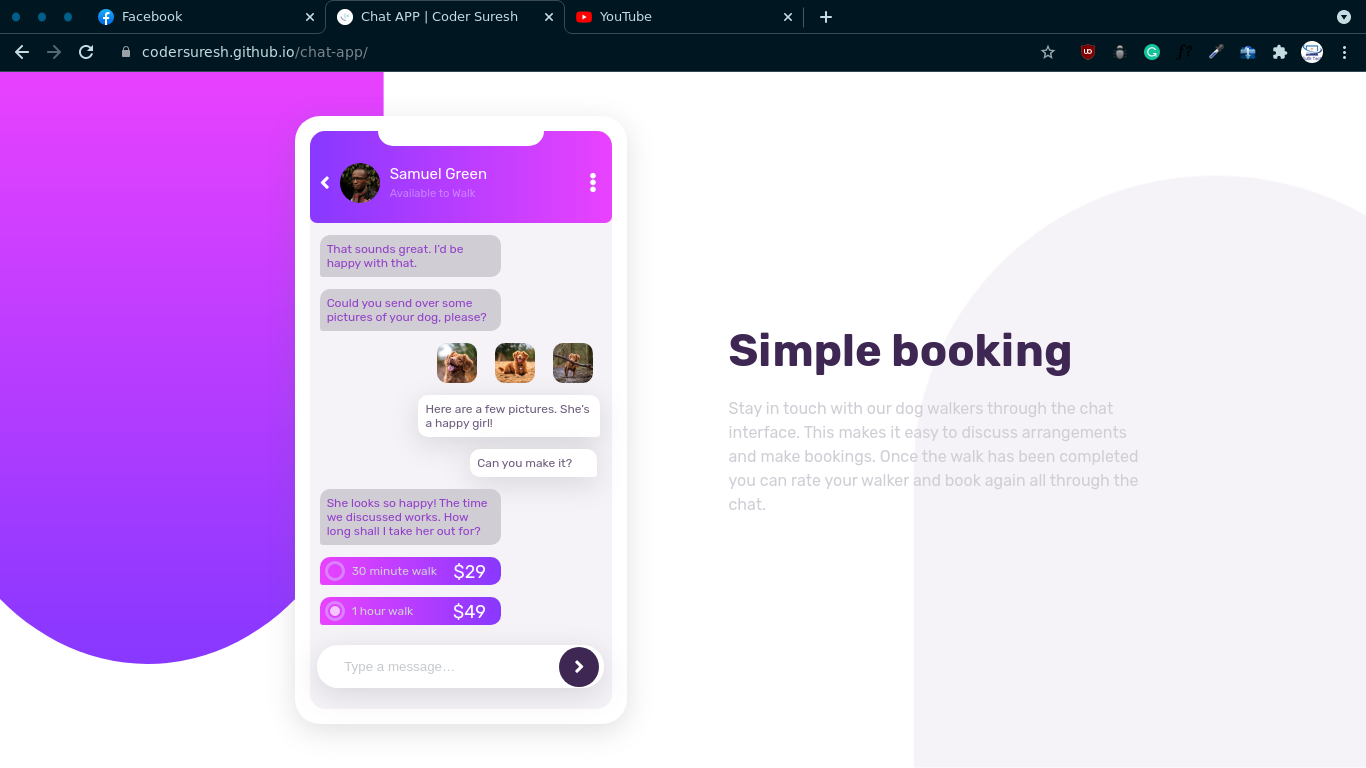 Facebook
Chat APP | Coder Suresh
YouTube
codersuresh.github.io/chat-app/
Samuel Green
Available to Walk
That sounds great. I’d be
happy with that.
Could you send over some
pictures of your dog, please?
Here are a few pictures. She’s
a happy girl!
Can you make it?
She looks so happy! The time
we discussed works. How
long shall I take her out for?
30 minute walk $29
1 hour walk $49
Type a message…
Simple booking
Stay in touch with our dog walkers through the chat
interface. This makes it easy to discuss arrangements
and make bookings. Once the walk has been completed
you can rate your walker and book again all through the
chat.